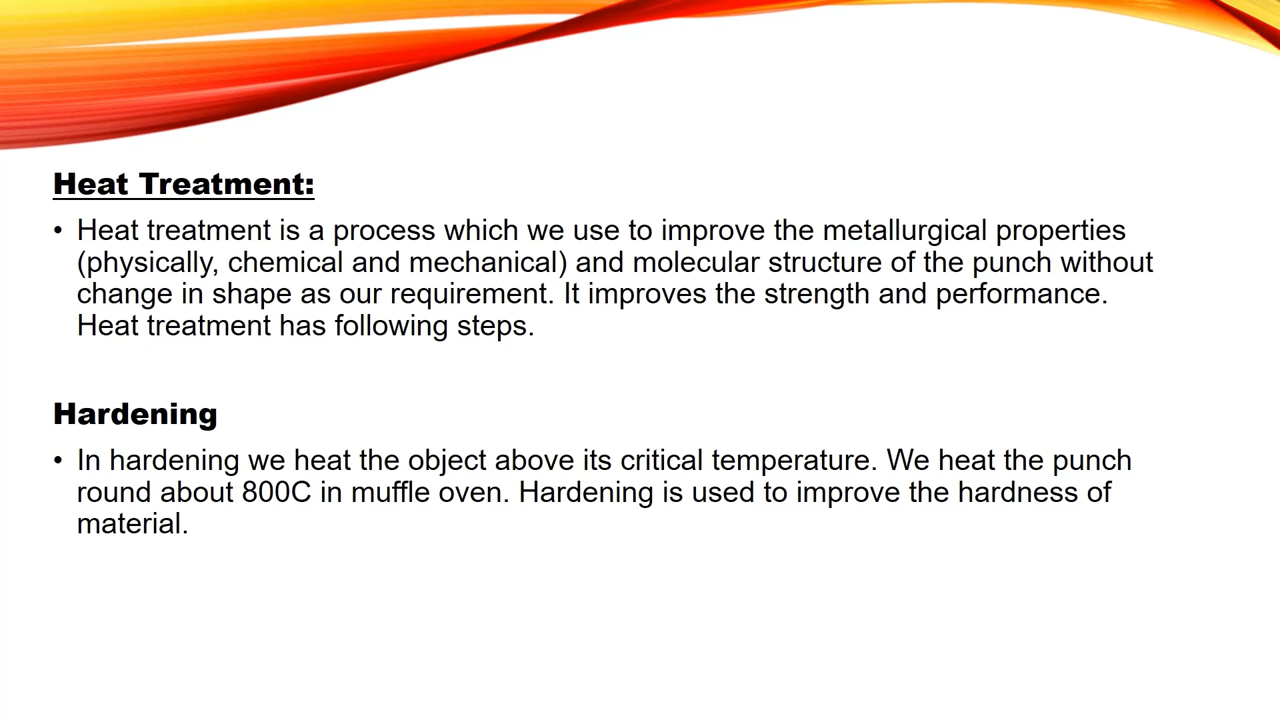 Heat Treatment:
• Heat treatment is a process which we use to improve the metallurgical properties
(physically, chemical and mechanical) and molecular structure of the punch without
change in shape as our requirement. It improves the strength and performance.
Heat treatment has following steps.
Hardening
• In hardening we heat the object above its critical temperature. We heat the punch
round about 800C in muffle oven. Hardening is used to improve the hardness of
material.